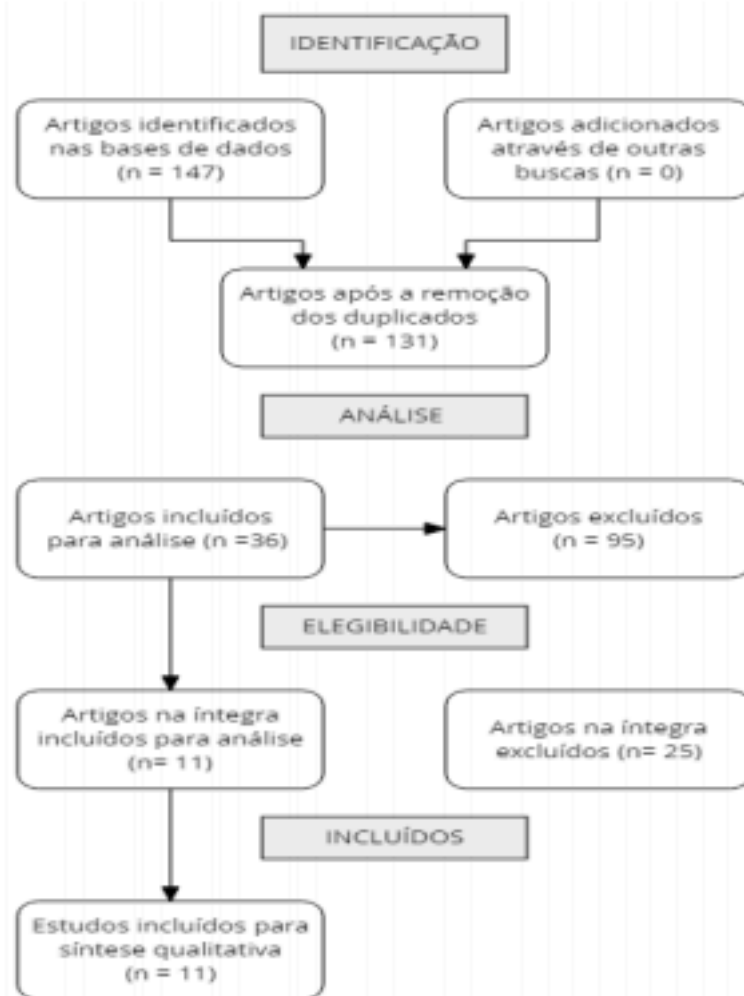 IDENTIFICAÇÃO
Artigos identificados
nas bases de dados
(n = 147)
Artigos adicionados
através de outras
buscas (n = 0)
Artigos após a remoção
dos duplicados
(n = 131)
ANÁLISE
Artigos incluídos
para análise (n =36)
Artigos excluídos
(n = 95)
ELEGIBILIDADE
Artigos na íntegra
incluídos para análise
(n= 11)
Artigos na íntegra
excluídos (n= 25)
INCLUÍDOS
Estudos incluídos para
síntese qualitativa
(n = 11)